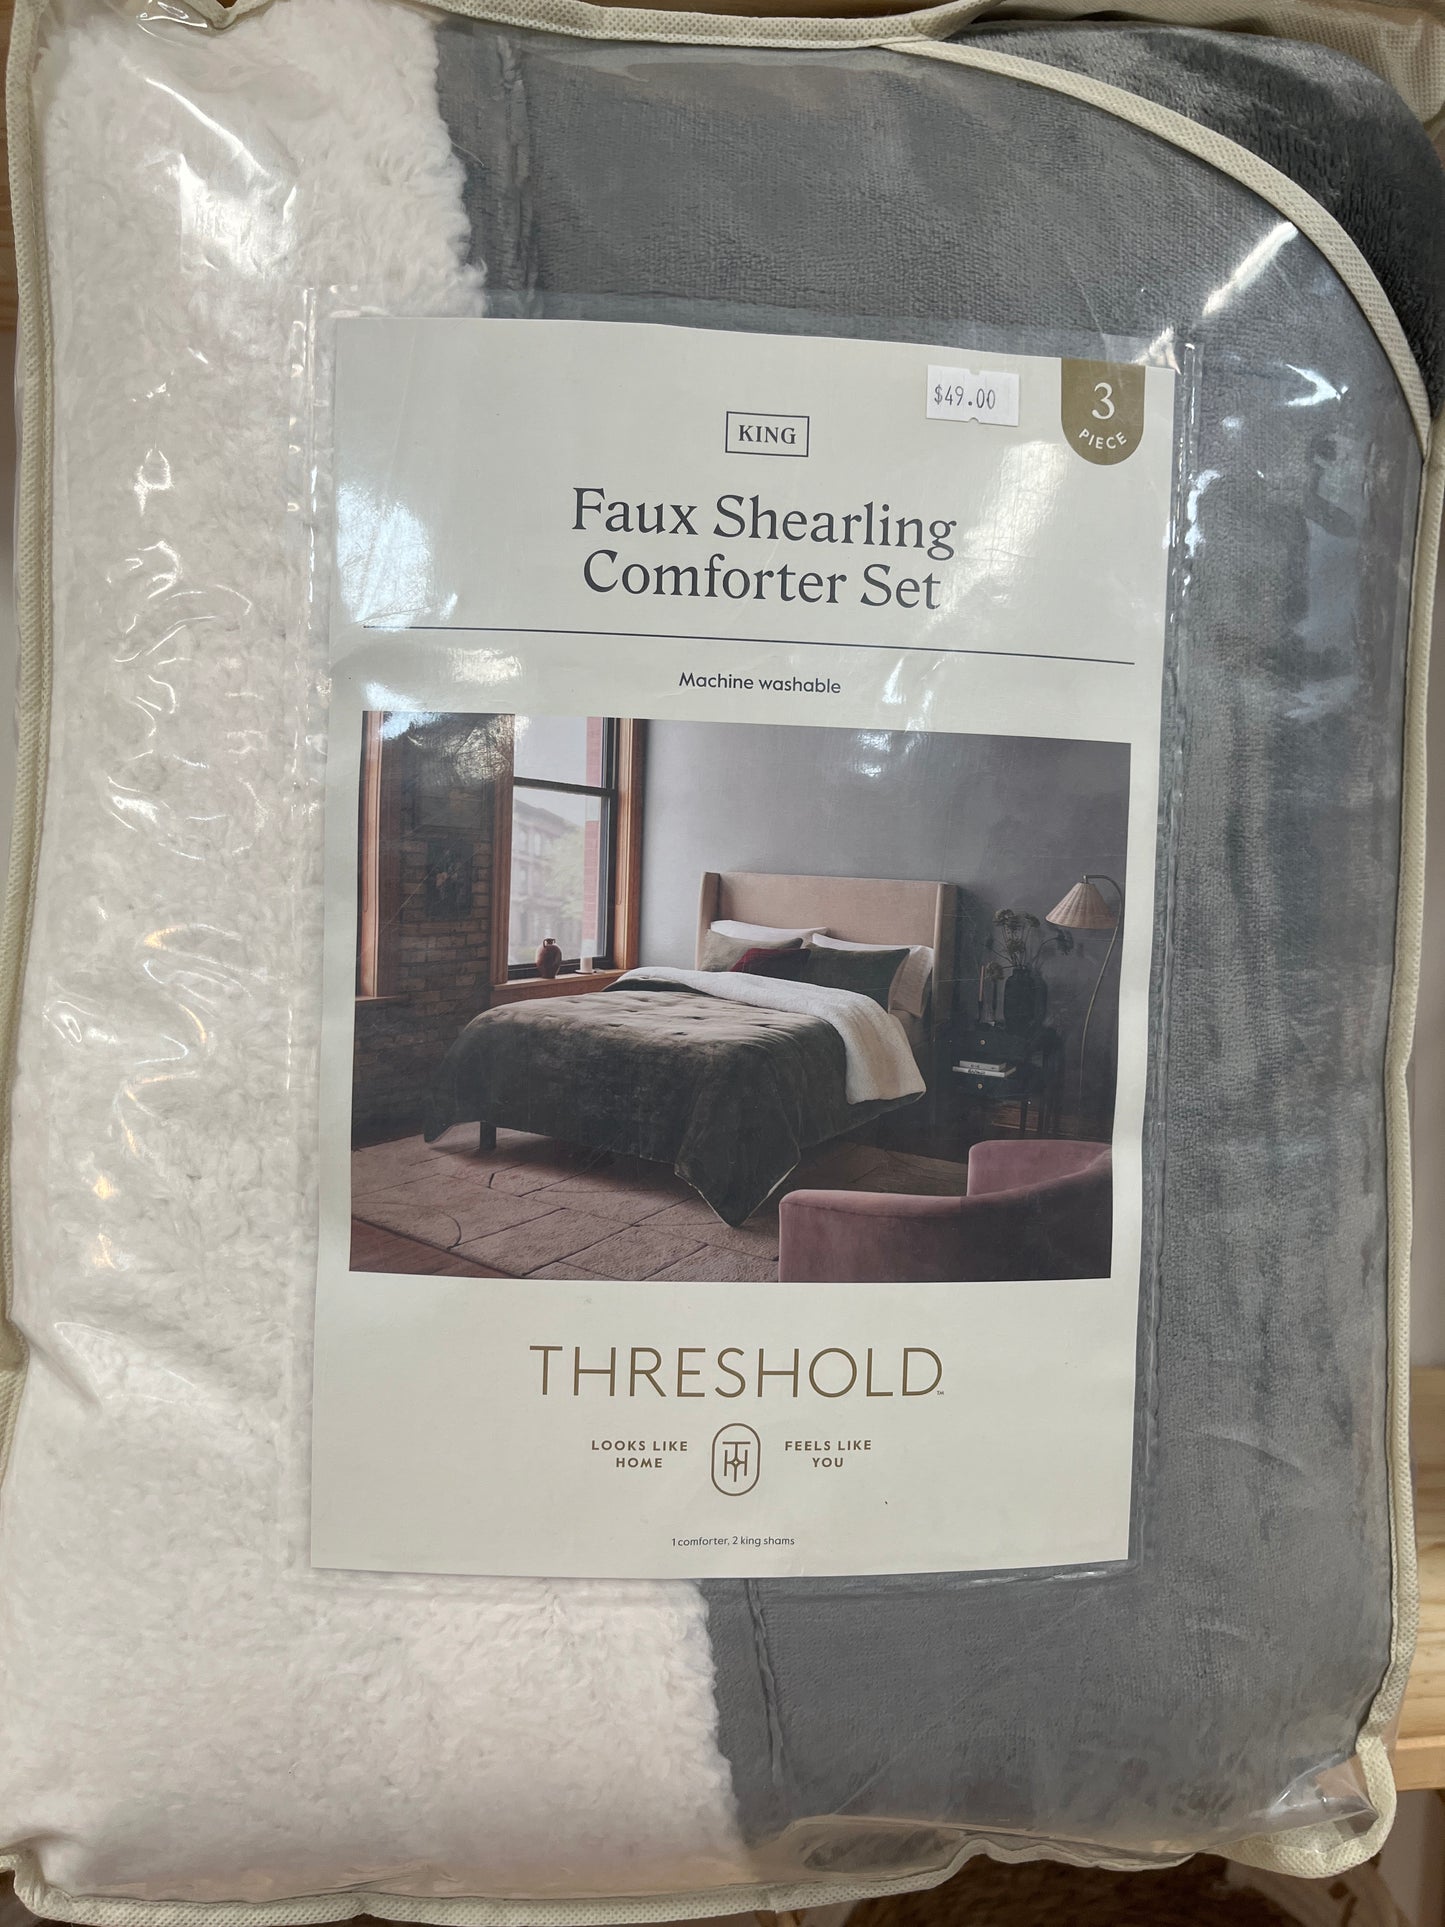 $49.00
3
PIECE
KING
Faux Shearling
Comforter Set
Machine washable
THRESHOLD™
LOOKS LIKE
HOME
FEELS LIKE
YOU
1 comforter, 2 king shams